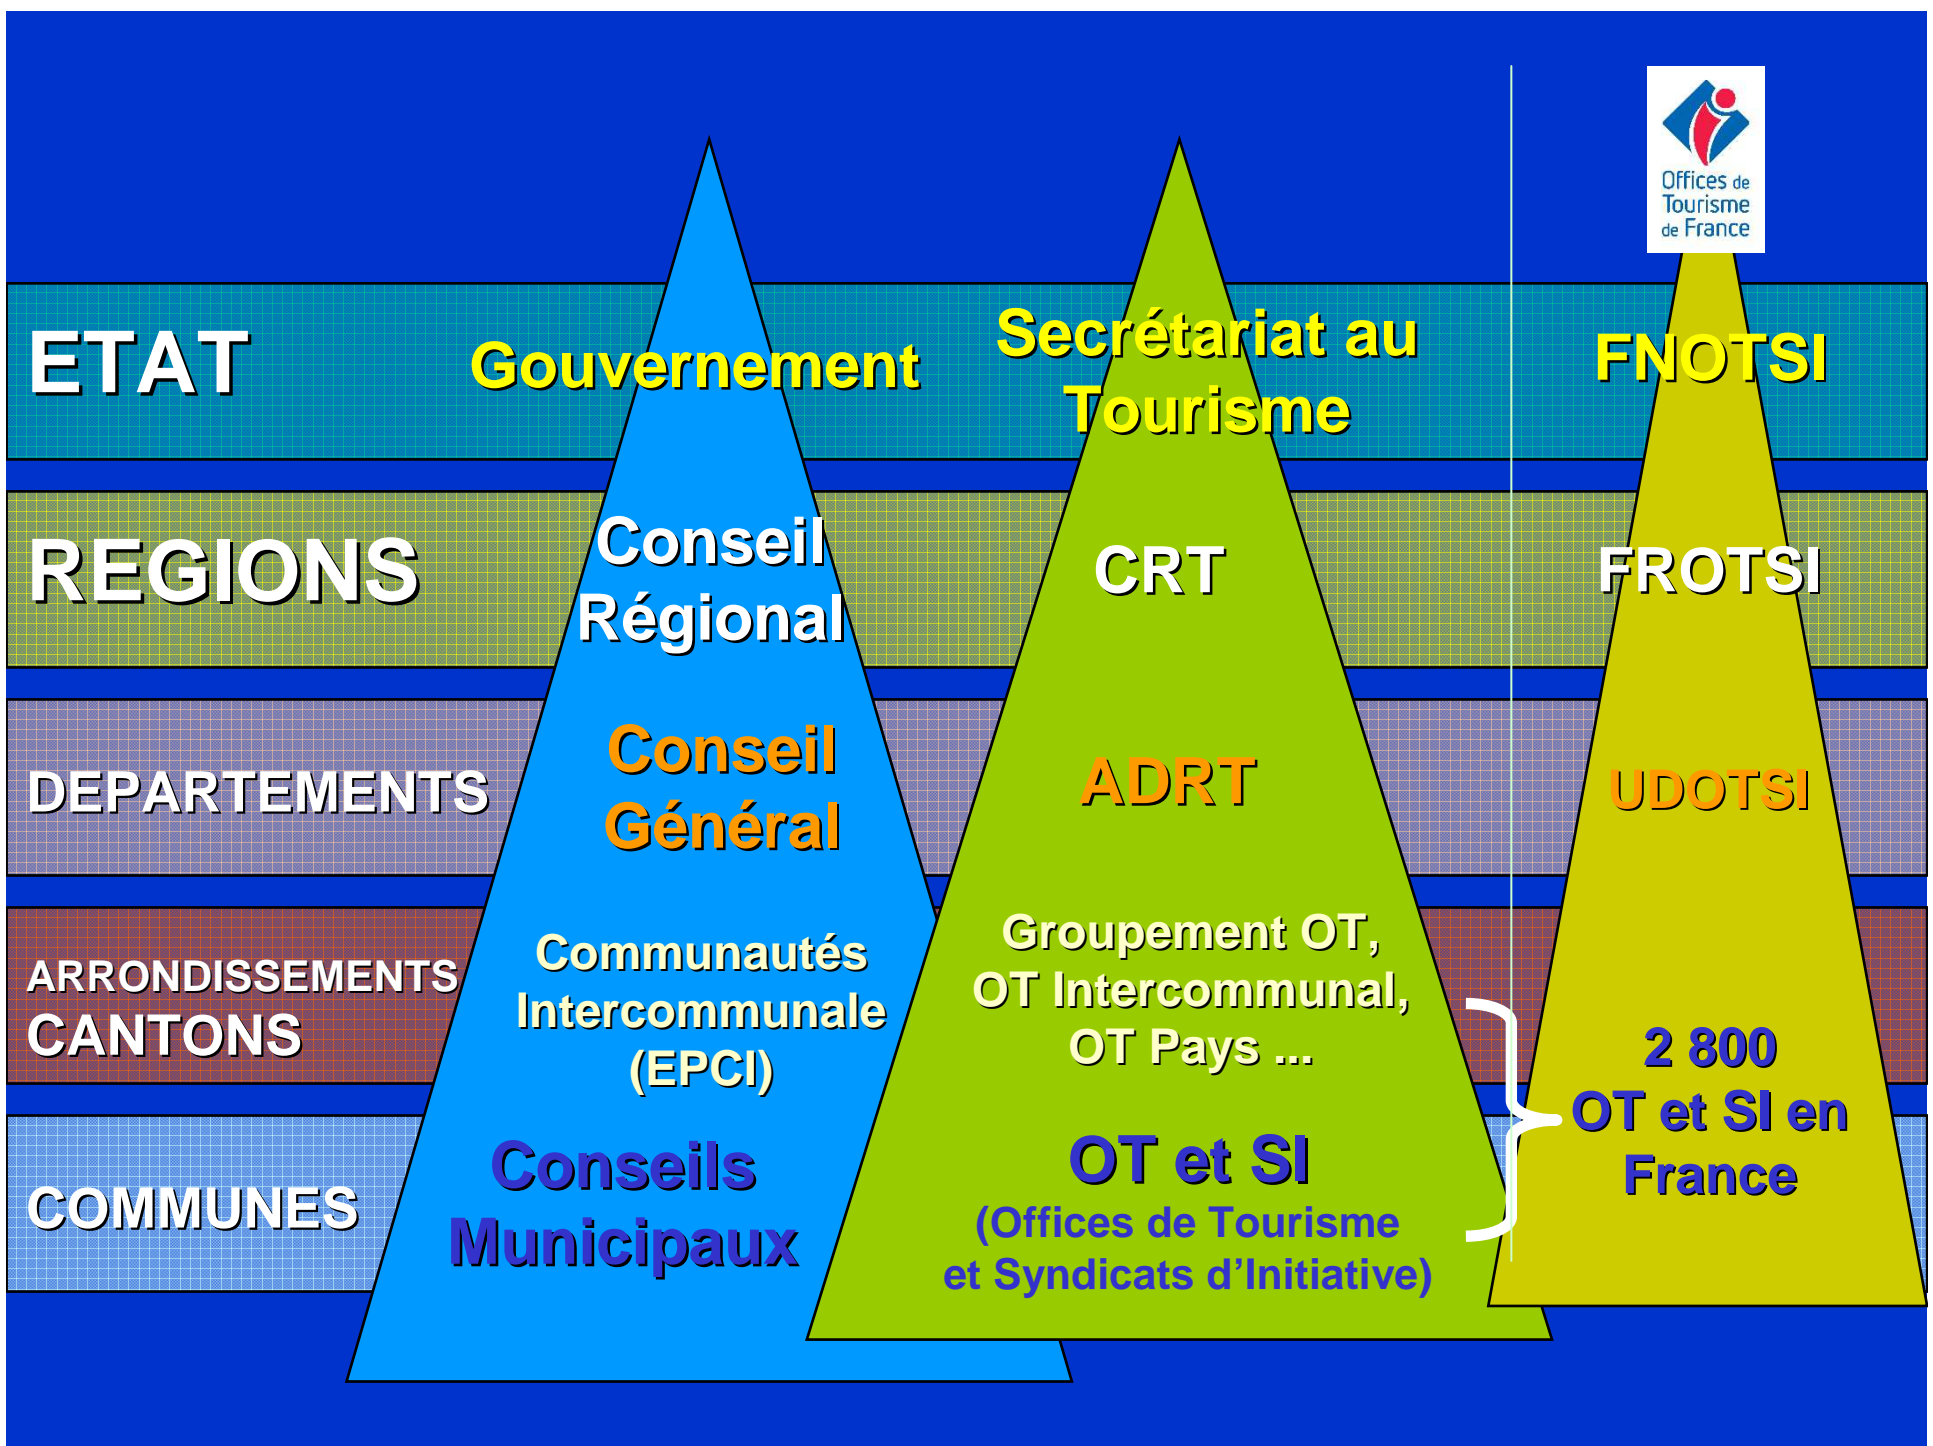 Offices de
Tourisme
de France
ETAT
Gouvernement
Secrétariat au
Tourisme
FNOTSI
REGIONS
Conseil
Régional
CRT
FROTSI
DEPARTEMENTS
Conseil
Général
ADRT
UDOTSI
ARRONDISSEMENTS
CANTONS
Communautés
Intercommunale
(EPCI)
Groupement OT,
OT Intercommunal,
OT Pays ...
2 800
OT et SI en
France
COMMUNES
Conseils
Municipaux
OT et SI
(Offices de Tourisme
et Syndicats d’Initiative)